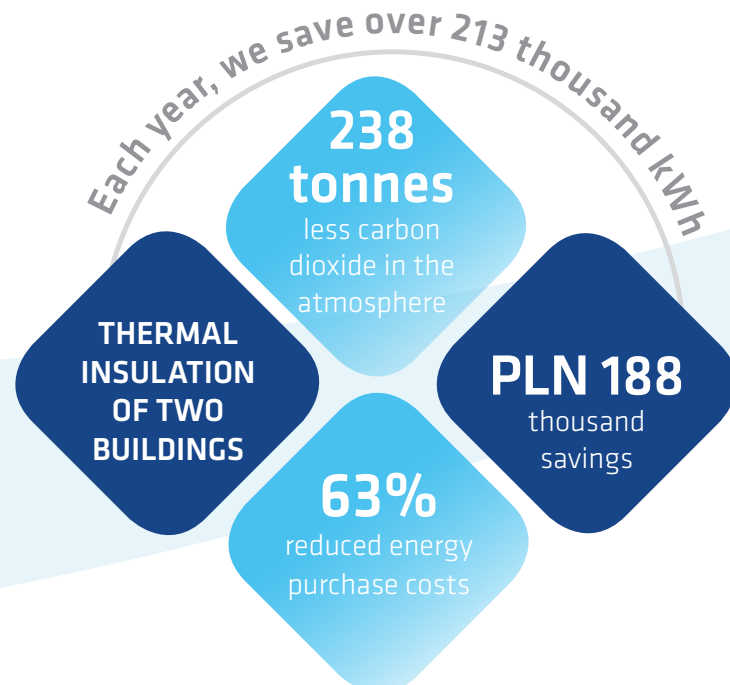 Each year, we save over 213 thousand kWh
238
tonnes
less carbon
dioxide in the
atmosphere
THERMAL
INSULATION
OF TWO
BUILDINGS
PLN 188
thousand
savings
63%
reduced energy
purchase costs